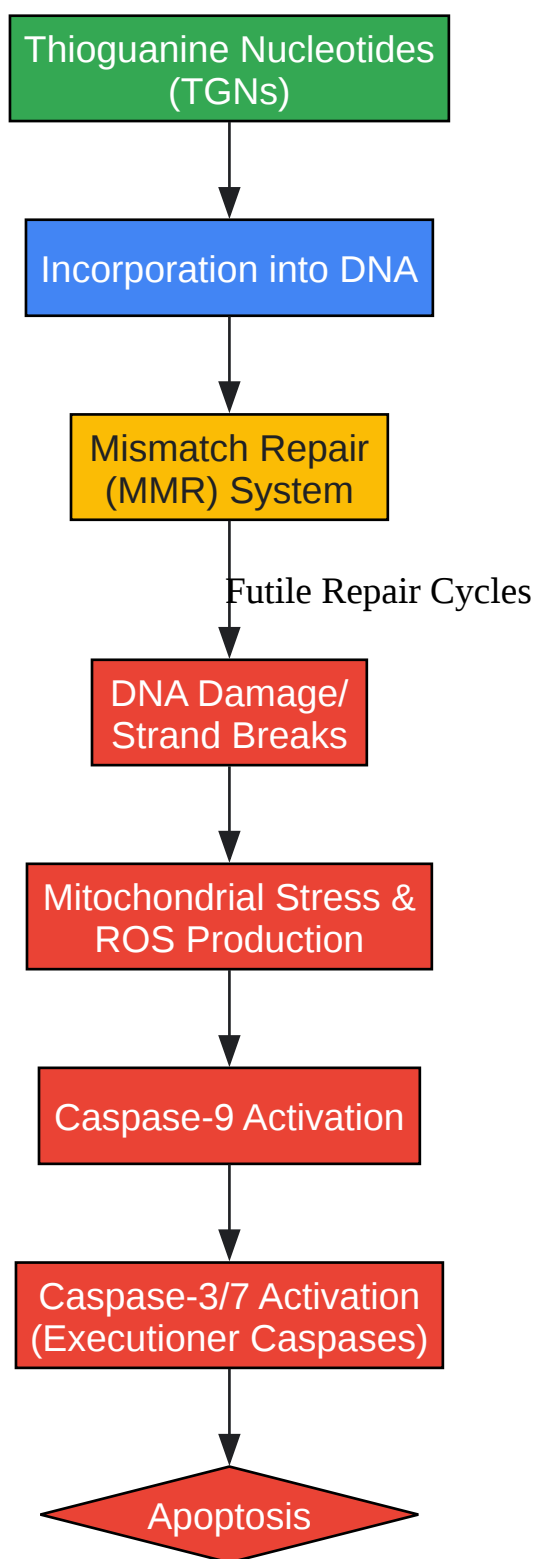 Thioguanine Nucleotides
(TGNs)
Incorporation into DNA
Mismatch Repair
(MMR) System
Futile Repair Cycles
DNA Damage/
Strand Breaks
Mitochondrial Stress &
ROS Production
Caspase-9 Activation
Caspase-3/7 Activation
(Executioner Caspases)
Apoptosis